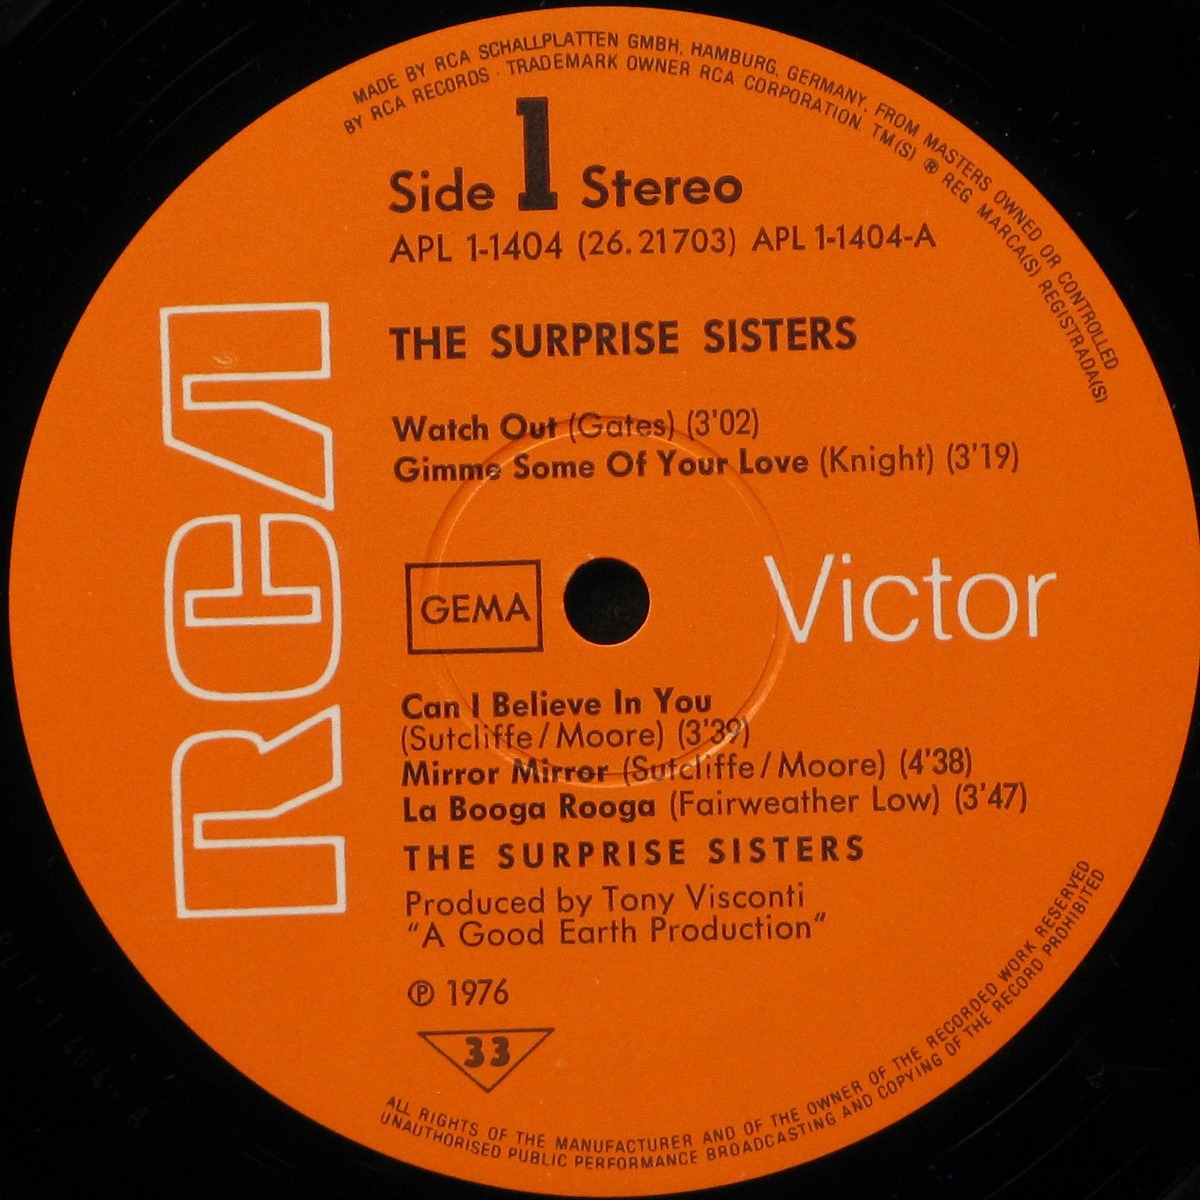 MADE BY RCA SCHALLPLATTEN GMBH, HAMBURG, GERMANY, FROM MASTERS OWNED OR CONTROLLED
BY RCA RECORDS · TRADEMARK OWNER RCA CORPORATION TM(S) ® REG MARCA(S) REGISTRADA(S)
Side 1 Stereo
APL 1-1404 (26.21703) APL 1-1404-A
THE SURPRISE SISTERS
Watch Out (Gates) (3'02)
Gimme Some Of Your Love (Knight) (3'19)
RCA
GEMA
Victor
Can I Believe In You
(Sutcliffe/Moore) (3'39)
Mirror Mirror (Sutcliffe/Moore) (4'38)
La Booga Rooga (Fairweather Low) (3'47)
THE SURPRISE SISTERS
Produced by Tony Visconti
“A Good Earth Production“
℗ 1976
33
ALL RIGHTS OF THE MANUFACTURER AND OF THE OWNER OF THE RECORDED WORK RESERVED
UNAUTHORISED PUBLIC PERFORMANCE BROADCASTING AND COPYING OF THE RECORD PROHIBITED